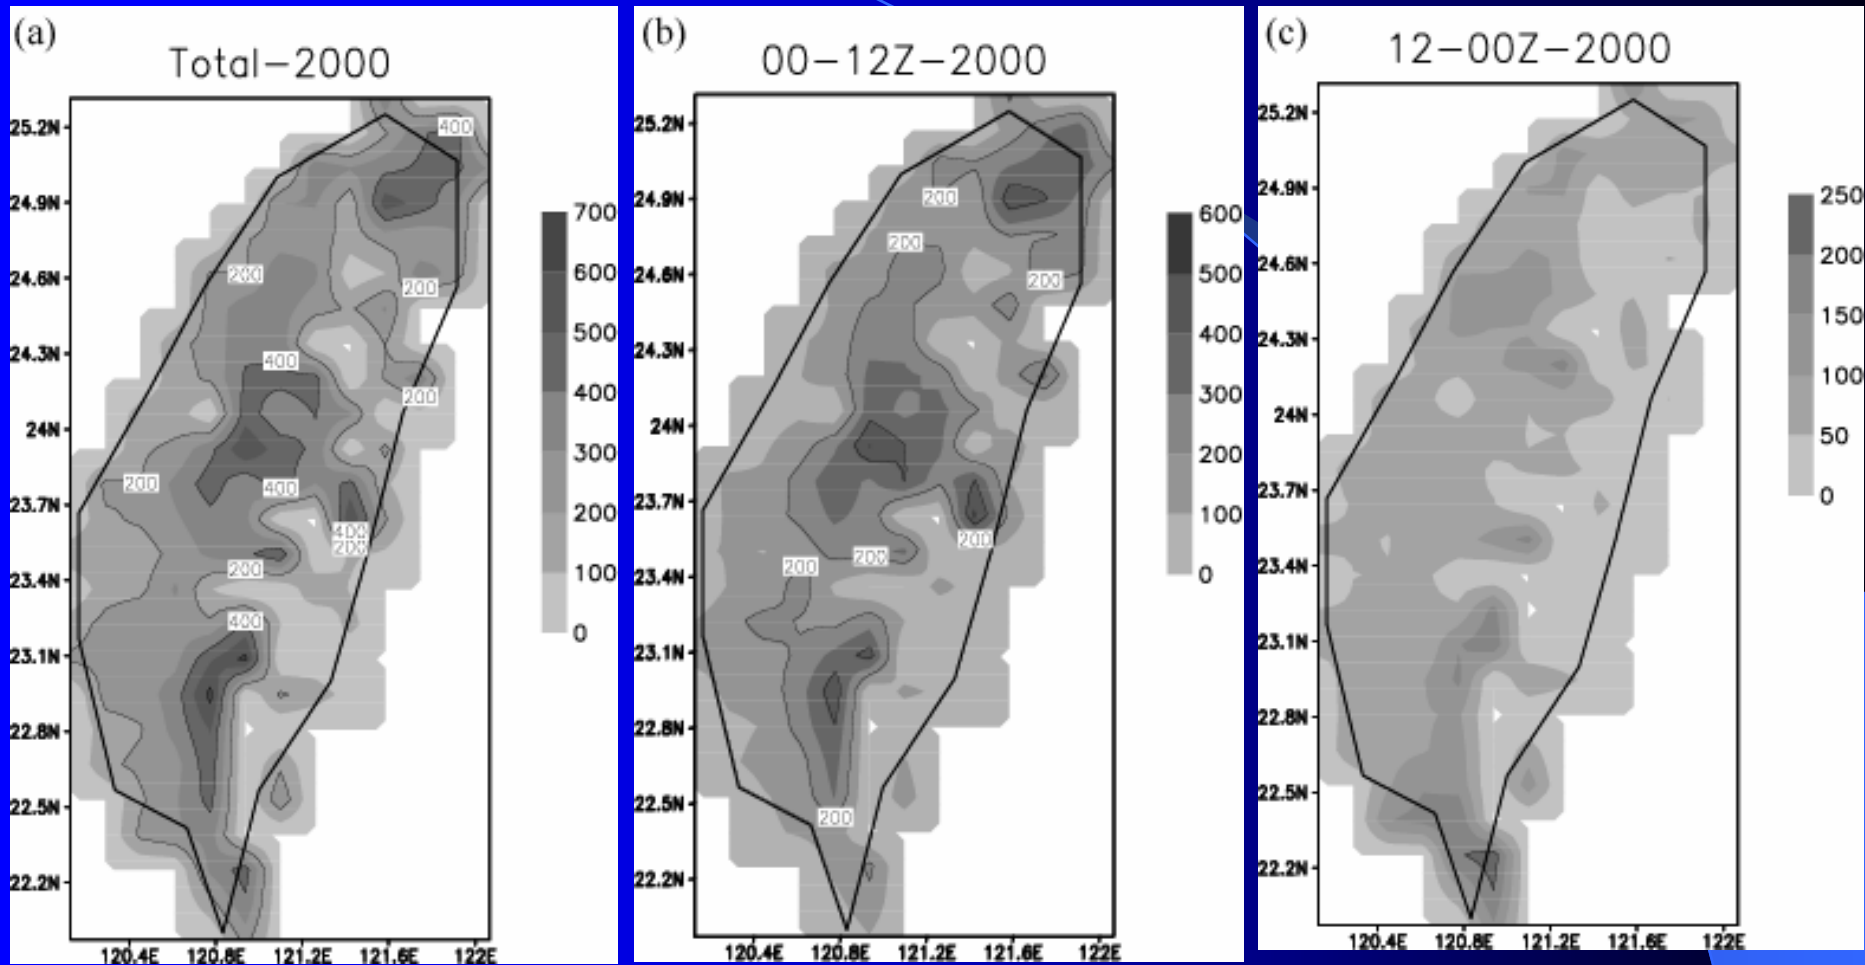 (a)
Total-2000
25.2N
24.9N
24.6N
24.3N
24N
23.7N
23.4N
23.1N
22.8N
22.5N
22.2N
120.4E 120.8E 121.2E 121.6E 122E
400
200
200
400
200
200
400
400
200
200
400
700
600
500
400
300
200
100
0
(b)
00-12Z-2000
25.2N
24.9N
24.6N
24.3N
24N
23.7N
23.4N
23.1N
22.8N
22.5N
22.2N
120.4E 120.8E 121.2E 121.6E 122E
200
200
200
200
200
200
200
600
500
400
300
200
100
0
(c)
12-00Z-2000
25.2N
24.9N
24.6N
24.3N
24N
23.7N
23.4N
23.1N
22.8N
22.5N
22.2N
120.4E 120.8E 121.2E 121.6E 122E
250
200
150
100
50
0